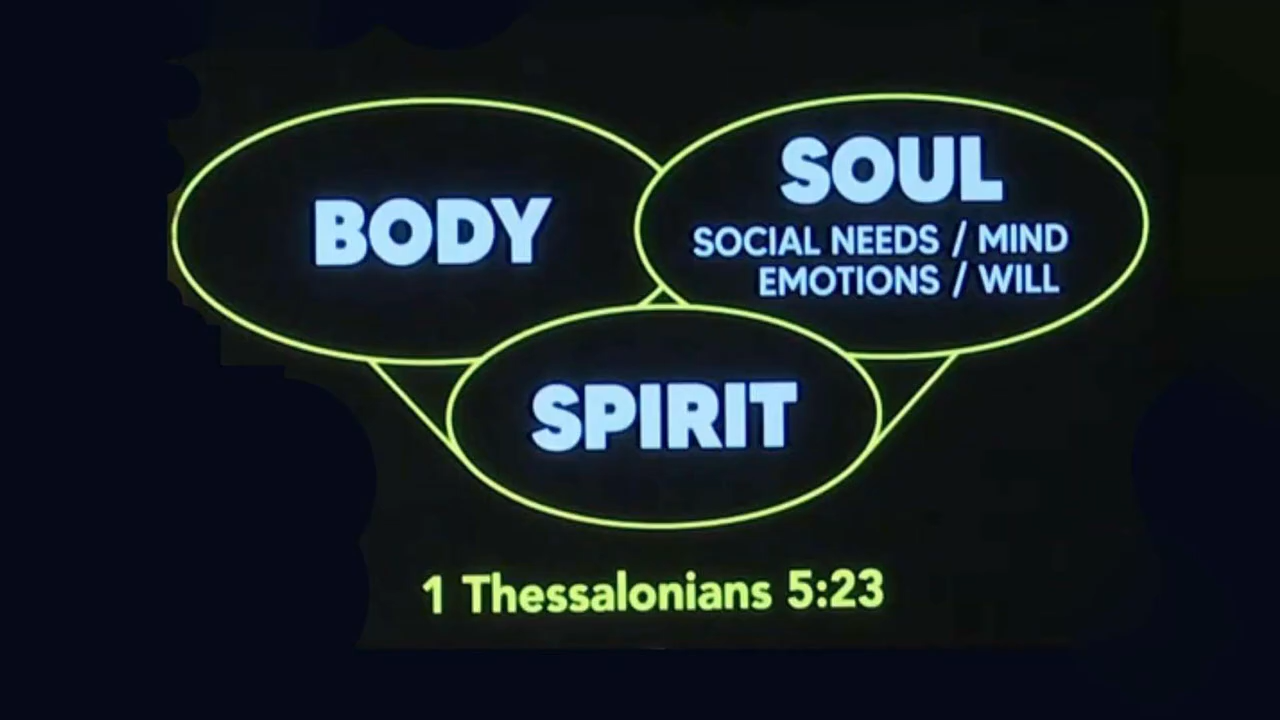 BODY
SOUL
SOCIAL NEEDS / MIND
EMOTIONS / WILL
SPIRIT
1 Thessalonians 5:23